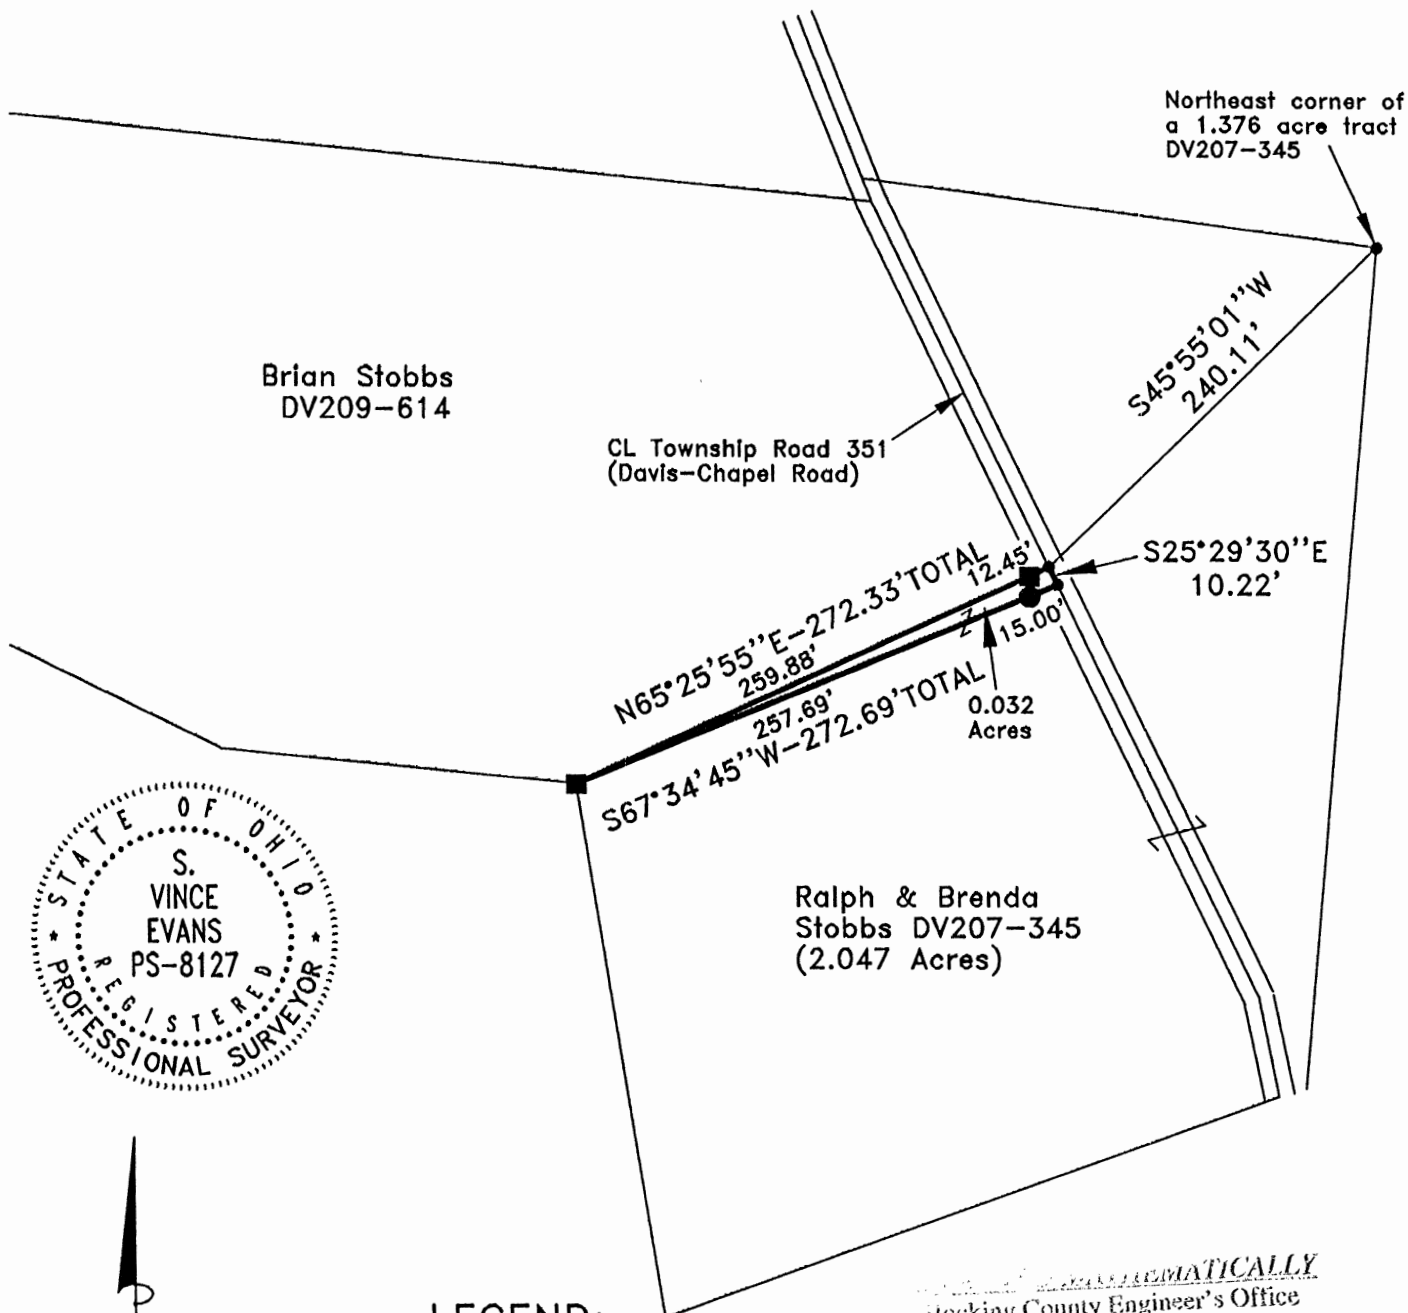 Northeast corner of
a 1.376 acre tract
DV207-345
S45°55'01"W
240.11'
Brian Stobbs
DV209-614
CL Township Road 351
(Davis-Chapel Road)
S25°29'30"E
10.22'
N65°25'55"E-272.33'TOTAL
12.45'
259.88'
257.69'
15.00'
S67°34'45"W-272.69'TOTAL
0.032
Acres
STATE OF OHIO
S.
VINCE
EVANS
PS-8127
REGISTERED
PROFESSIONAL SURVEYOR
Ralph & Brenda
Stobbs DV207-345
(2.047 Acres)
LEGEND:
County Engineer's Office